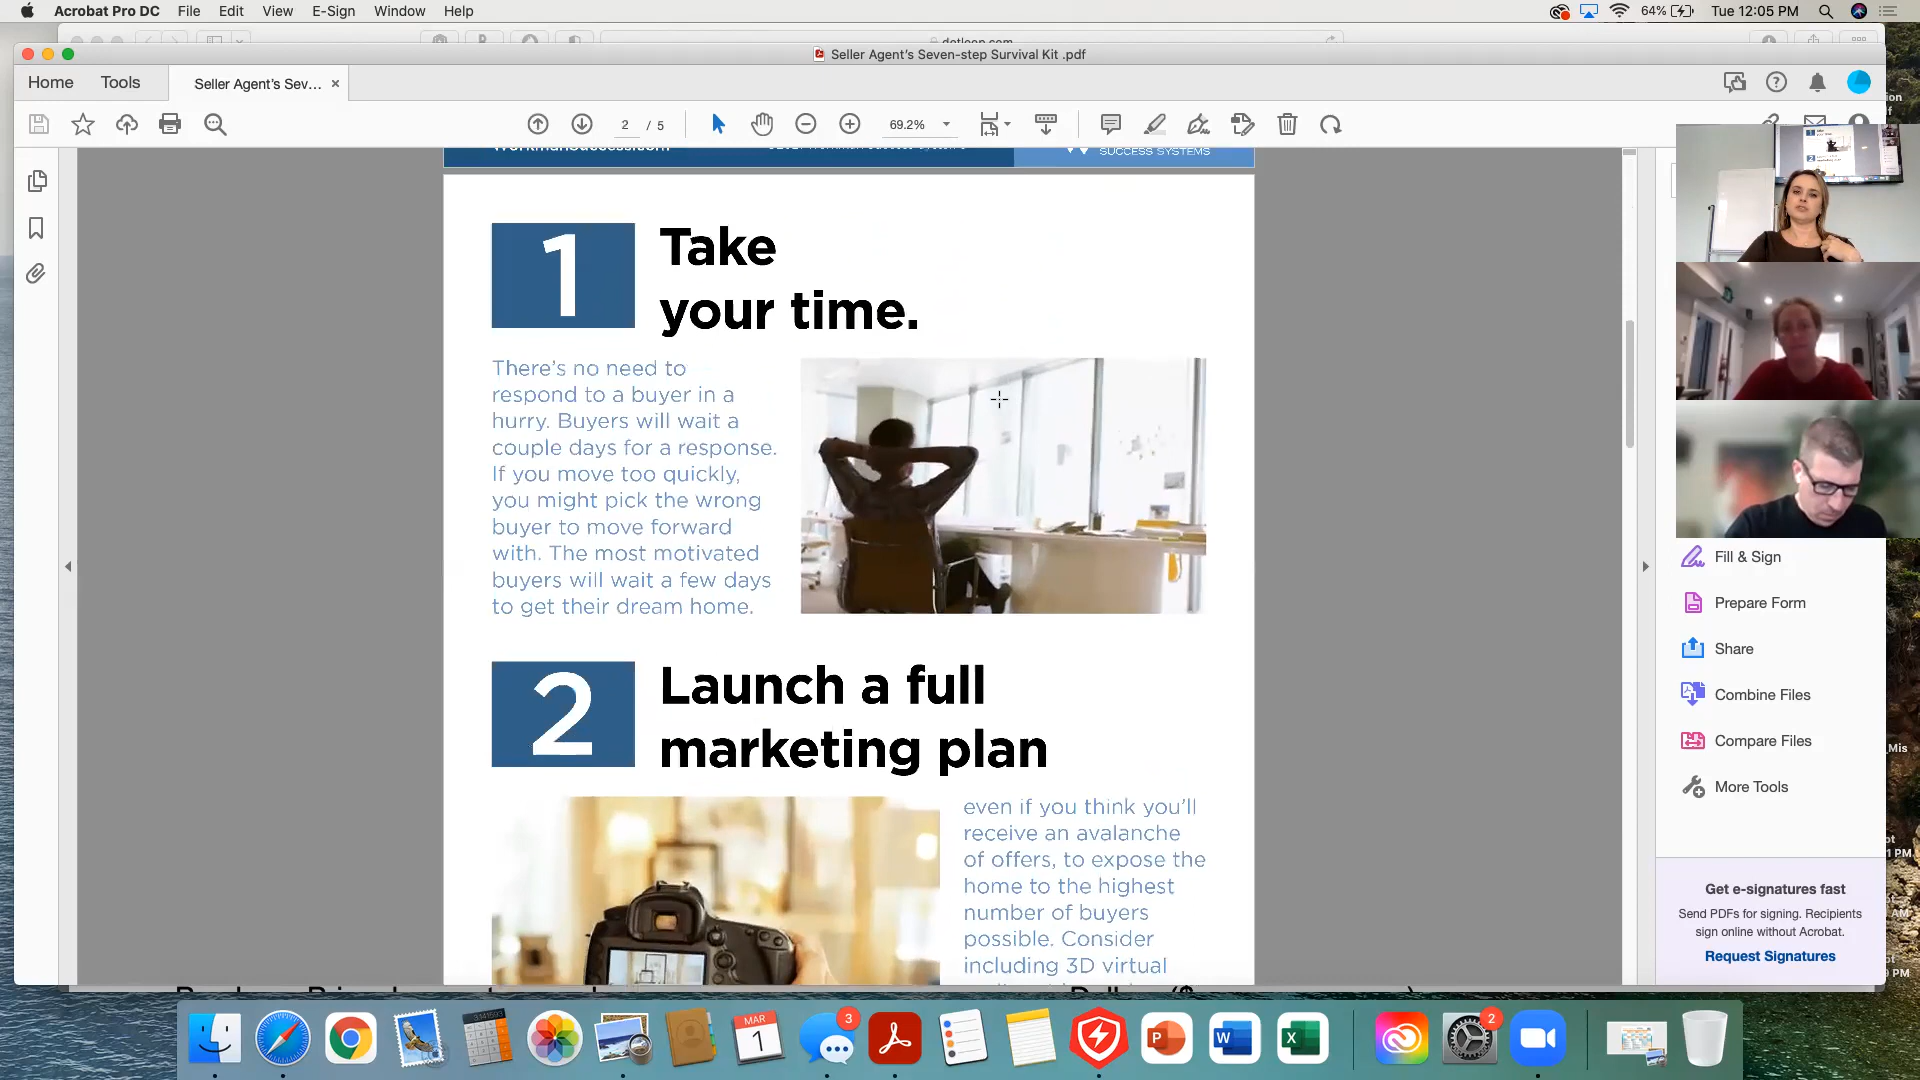 Acrobat Pro DC File Edit View E-Sign Window Help 64% Tue 12:05 PM
dotloop.com
Seller Agent's Seven-step Survival Kit .pdf
Home Tools Seller Agent's Sev... ×
2 / 5 69.2%
SUCCESS SYSTEMS
1 Take
your time.
There's no need to
respond to a buyer in a
hurry. Buyers will wait a
couple days for a response.
If you move too quickly,
you might pick the wrong
buyer to move forward
with. The most motivated
buyers will wait a few days
to get their dream home.
2 Launch a full
marketing plan
even if you think you'll
receive an avalanche
of offers, to expose the
home to the highest
number of buyers
possible. Consider
including 3D virtual
Fill & Sign
Prepare Form
Share
Combine Files
Compare Files
More Tools
Get e-signatures fast
Send PDFs for signing. Recipients
sign online without Acrobat.
Request Signatures
MAR
1
3
2